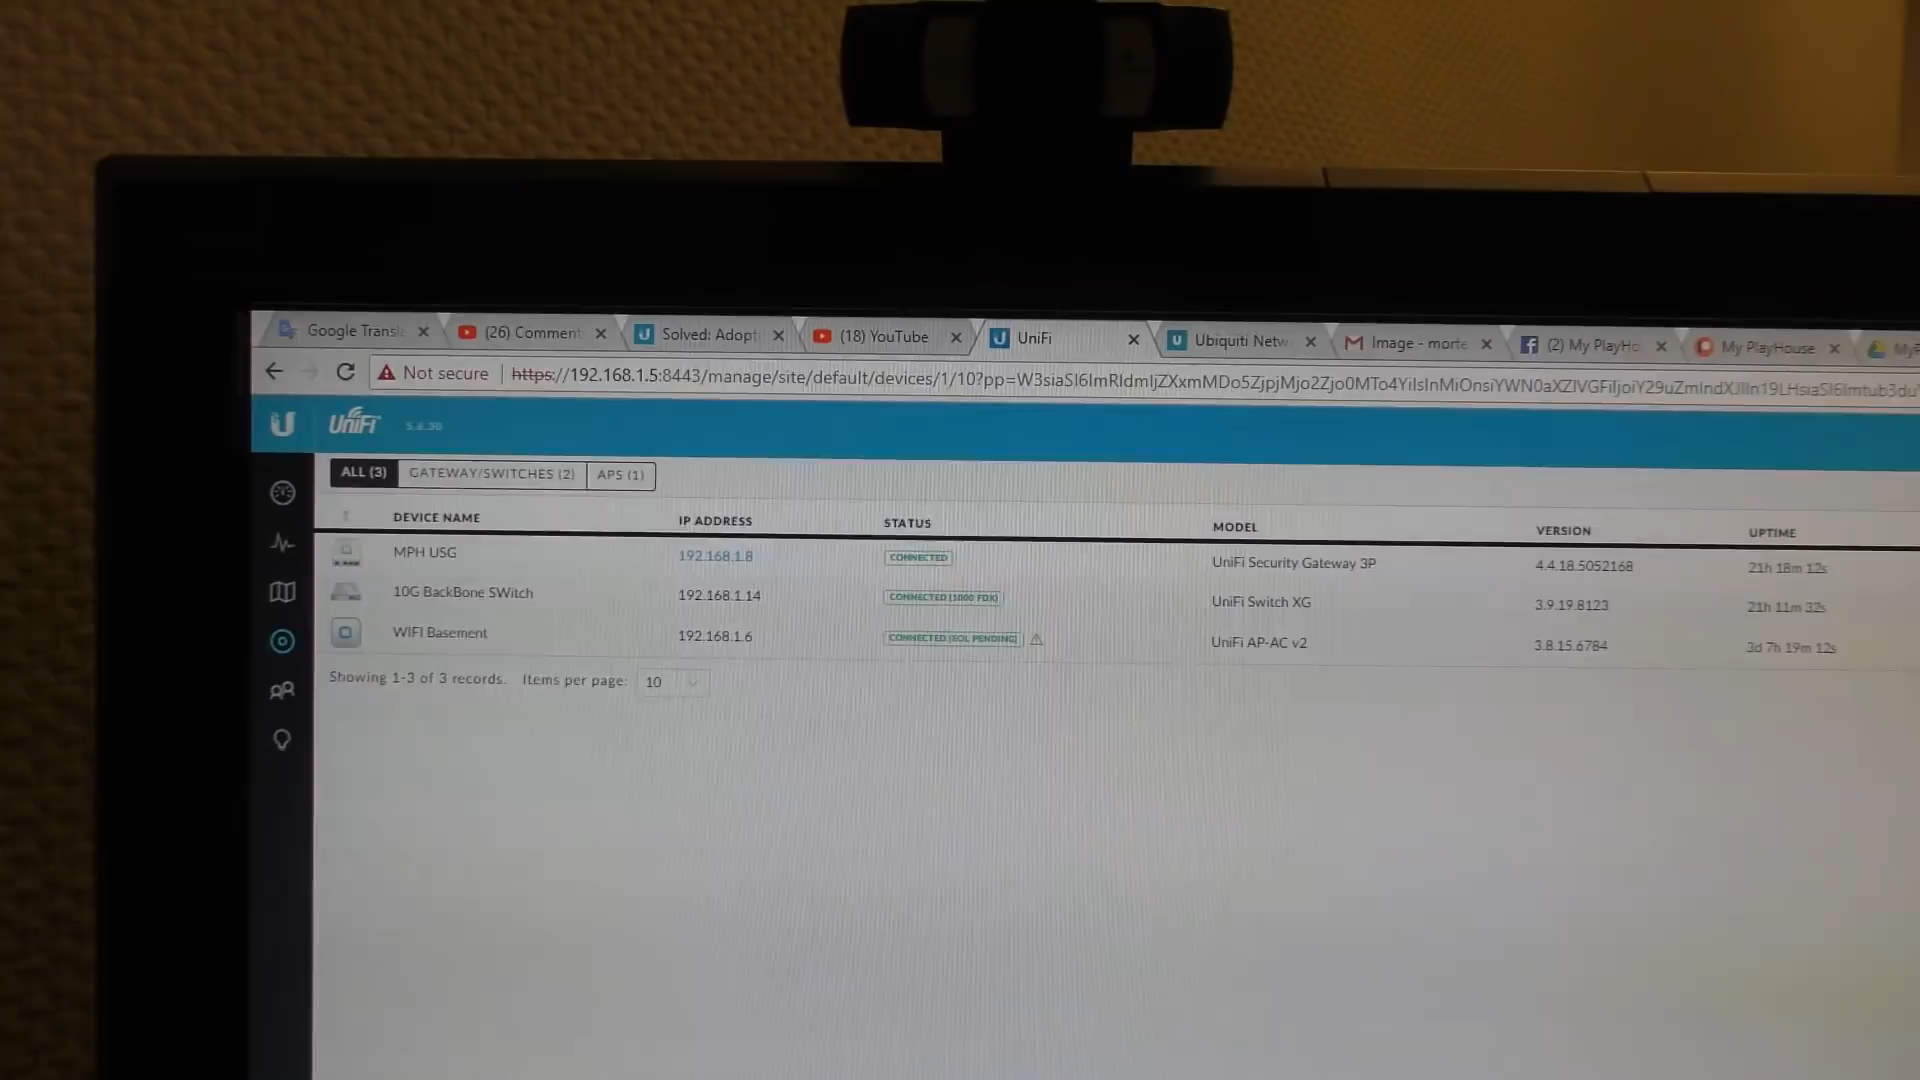 Google Transla (26) Comment: Solved: Adopt (18) YouTube UniFi Ubiquiti Netw Image - morte (2) My PlayHo My PlayHouse
Not secure https://192.168.1.5:8443/manage/site/default/devices/1/10?pp=
U UniFi
ALL (3) GATEWAY/SWITCHES (2) APS (1)
DEVICE NAME IP ADDRESS STATUS MODEL VERSION UPTIME
MPH USG 192.168.1.8 CONNECTED UniFi Security Gateway 3P 4.4.18.5052168 21h 18m 12s
10G BackBone SWitch 192.168.1.14 CONNECTED (1000 FDX) UniFi Switch XG 3.9.19.8123 21h 11m 32s
WIFI Basement 192.168.1.6 CONNECTED (EOL PENDING) UniFi AP-AC v2 3.8.15.6784 3d 7h 19m 12s
Showing 1-3 of 3 records. Items per page: 10